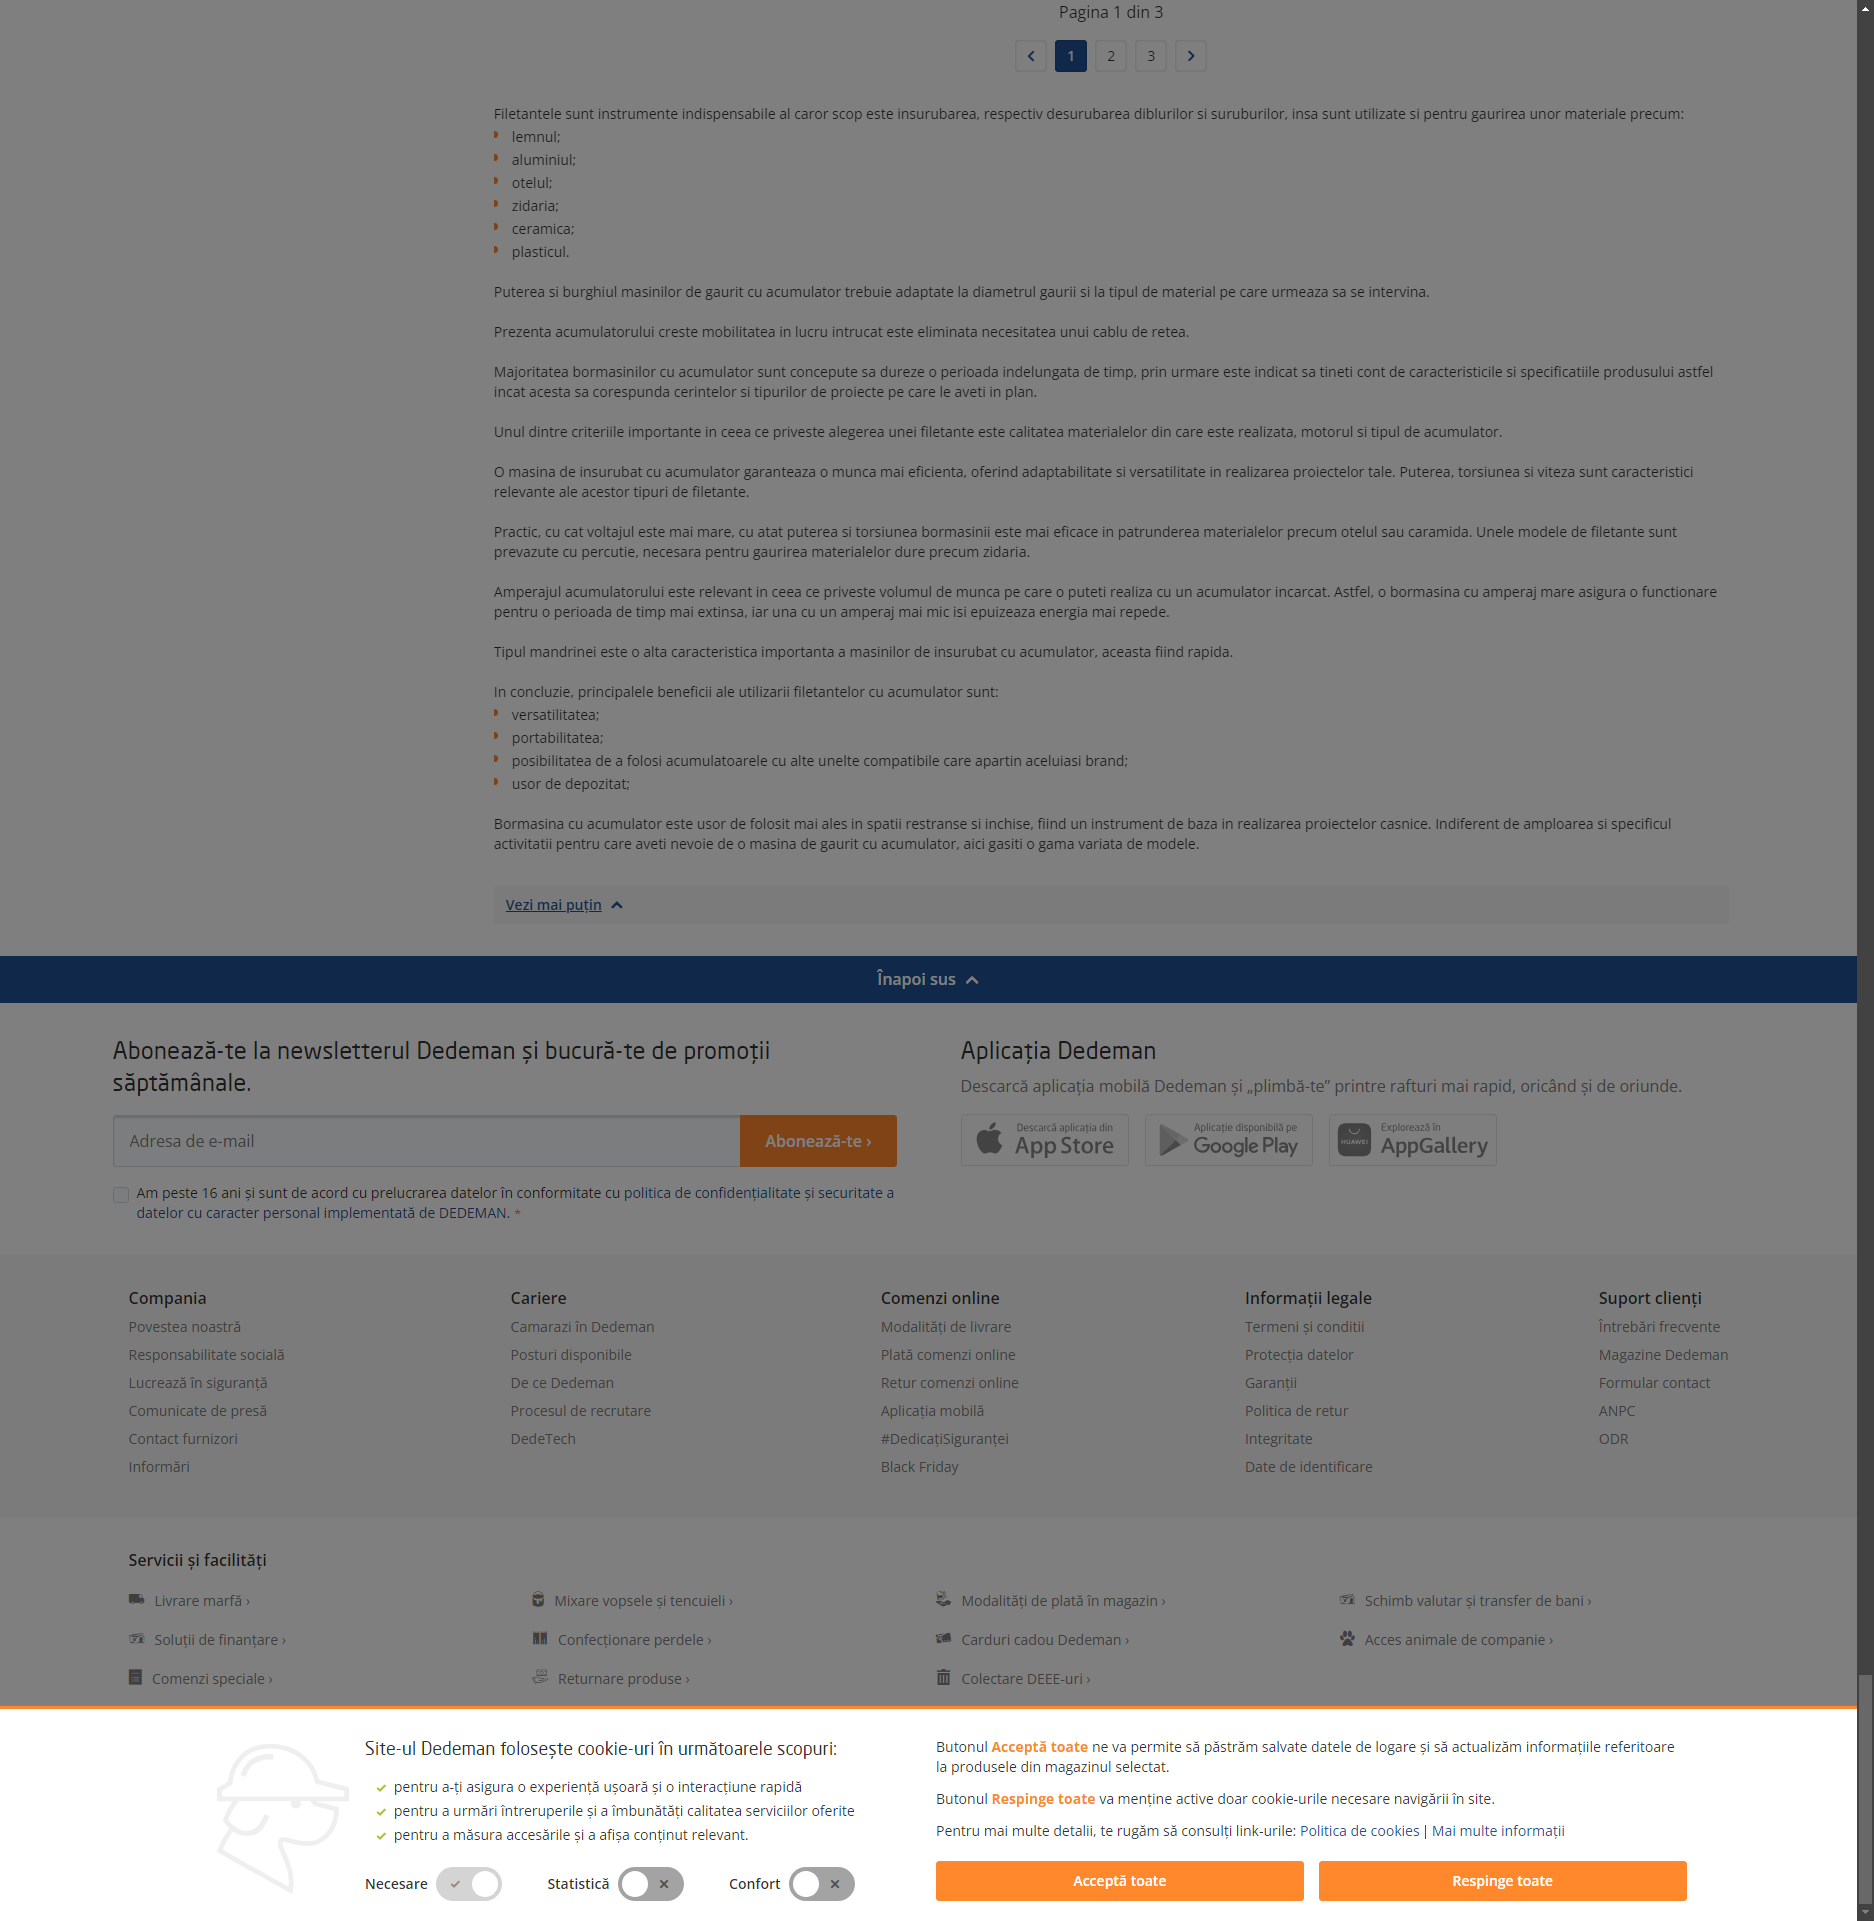 Pagina 1 din 3
1 2 3
Filetantele sunt instrumente indispensabile al caror scop este insurubarea, respectiv desurubarea diblurilor si suruburilor, insa sunt utilizate si pentru gaurirea unor materiale precum:
lemnul;
aluminiul;
otelul;
zidaria;
ceramica;
plasticul.
Puterea si burghiul masinilor de gaurit cu acumulator trebuie adaptate la diametrul gaurii si la tipul de material pe care urmeaza sa se intervina.
Prezenta acumulatorului creste mobilitatea in lucru intrucat este eliminata necesitatea unui cablu de retea.
Majoritatea bormasinilor cu acumulator sunt concepute sa dureze o perioada indelungata de timp, prin urmare este indicat sa tineti cont de caracteristicile si specificatiile produsului astfel
incat acesta sa corespunda cerintelor si tipurilor de proiecte pe care le aveti in plan.
Unul dintre criteriile importante in ceea ce priveste alegerea unei filetante este calitatea materialelor din care este realizata, motorul si tipul de acumulator.
O masina de insurubat cu acumulator garanteaza o munca mai eficienta, oferind adaptabilitate si versatilitate in realizarea proiectelor tale. Puterea, torsiunea si viteza sunt caracteristici
relevante ale acestor tipuri de filetante.
Practic, cu cat voltajul este mai mare, cu atat puterea si torsiunea bormasinii este mai eficace in patrunderea materialelor precum otelul sau caramida. Unele modele de filetante sunt
prevazute cu percutie, necesara pentru gaurirea materialelor dure precum zidaria.
Amperajul acumulatorului este relevant in ceea ce priveste volumul de munca pe care o puteti realiza cu un acumulator incarcat. Astfel, o bormasina cu amperaj mare asigura o functionare
pentru o perioada de timp mai extinsa, iar una cu un amperaj mai mic isi epuizeaza energia mai repede.
Tipul mandrinei este o alta caracteristica importanta a masinilor de insurubat cu acumulator, aceasta fiind rapida.
In concluzie, principalele beneficii ale utilizarii filetantelor cu acumulator sunt:
versatilitatea;
portabilitatea;
posibilitatea de a folosi acumulatoarele cu alte unelte compatibile care apartin aceluiasi brand;
usor de depozitat;
Bormasina cu acumulator este usor de folosit mai ales in spatii restranse si inchise, fiind un instrument de baza in realizarea proiectelor casnice. Indiferent de amploarea si specificul
activitatii pentru care aveti nevoie de o masina de gaurit cu acumulator, aici gasiti o gama variata de modele.
Vezi mai puțin
Înapoi sus
Abonează-te la newsletterul Dedeman și bucură-te de promoții
săptămânale.
Adresa de e-mail
Abonează-te ›
Am peste 16 ani și sunt de acord cu prelucrarea datelor în conformitate cu politica de confidențialitate și securitate a
datelor cu caracter personal implementată de DEDEMAN. *
Aplicația Dedeman
Descarcă aplicația mobilă Dedeman și „plimbă-te” printre rafturi mai rapid, oricând și de oriunde.
Descarcă aplicația din
App Store
Aplicație disponibilă pe
Google Play
HUAWEI
Explorează în
AppGallery
Compania
Povestea noastră
Responsabilitate socială
Lucrează în siguranță
Comunicate de presă
Contact furnizori
Informări
Cariere
Camarazi în Dedeman
Posturi disponibile
De ce Dedeman
Procesul de recrutare
DedeTech
Comenzi online
Modalități de livrare
Plată comenzi online
Retur comenzi online
Aplicația mobilă
#DedicațiSiguranței
Black Friday
Informații legale
Termeni și conditii
Protecția datelor
Garanții
Politica de retur
Integritate
Date de identificare
Suport clienți
Întrebări frecvente
Magazine Dedeman
Formular contact
ANPC
ODR
Servicii și facilități
Livrare marfă ›
Mixare vopsele și tencuieli ›
Modalități de plată în magazin ›
Schimb valutar și transfer de bani ›
Soluții de finanțare ›
Confecționare perdele ›
Carduri cadou Dedeman ›
Acces animale de companie ›
Comenzi speciale ›
Returnare produse ›
Colectare DEEE-uri ›
Site-ul Dedeman folosește cookie-uri în următoarele scopuri:
pentru a-ți asigura o experiență ușoară și o interacțiune rapidă
pentru a urmări întreruperile și a îmbunătăți calitatea serviciilor oferite
pentru a măsura accesările și a afișa conținut relevant.
Necesare
Statistică
Confort
Butonul Acceptă toate ne va permite să păstrăm salvate datele de logare și să actualizăm informațiile referitoare
la produsele din magazinul selectat.
Butonul Respinge toate va menține active doar cookie-urile necesare navigării în site.
Pentru mai multe detalii, te rugăm să consulți link-urile: Politica de cookies | Mai multe informații
Acceptă toate
Respinge toate